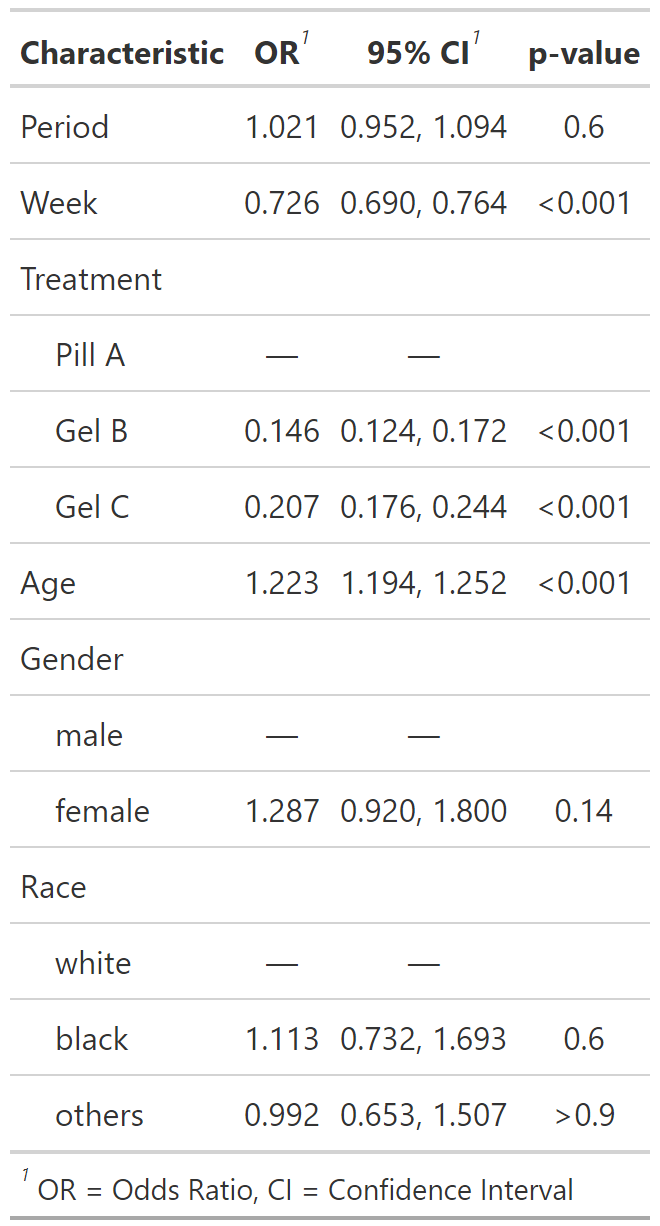 Characteristic OR¹ 95% CI¹ p-value
Period 1.021 0.952, 1.094 0.6
Week 0.726 0.690, 0.764 <0.001
Treatment
Pill A — —
Gel B 0.146 0.124, 0.172 <0.001
Gel C 0.207 0.176, 0.244 <0.001
Age 1.223 1.194, 1.252 <0.001
Gender
male — —
female 1.287 0.920, 1.800 0.14
Race
white — —
black 1.113 0.732, 1.693 0.6
others 0.992 0.653, 1.507 >0.9
¹ OR = Odds Ratio, CI = Confidence Interval